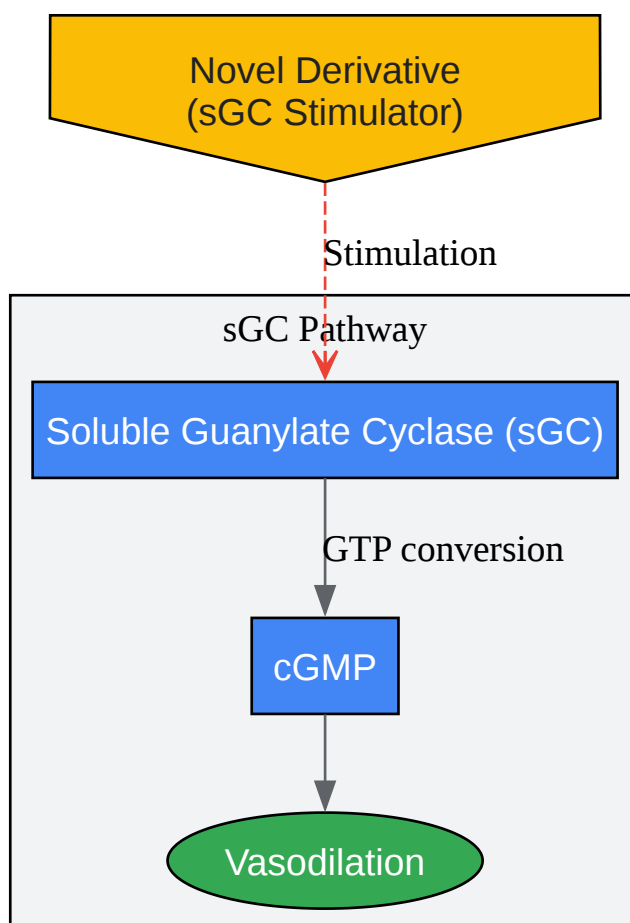 Novel Derivative
(sGC Stimulator)
Stimulation
sGC Pathway
Soluble Guanylate Cyclase (sGC)
GTP conversion
cGMP
Vasodilation